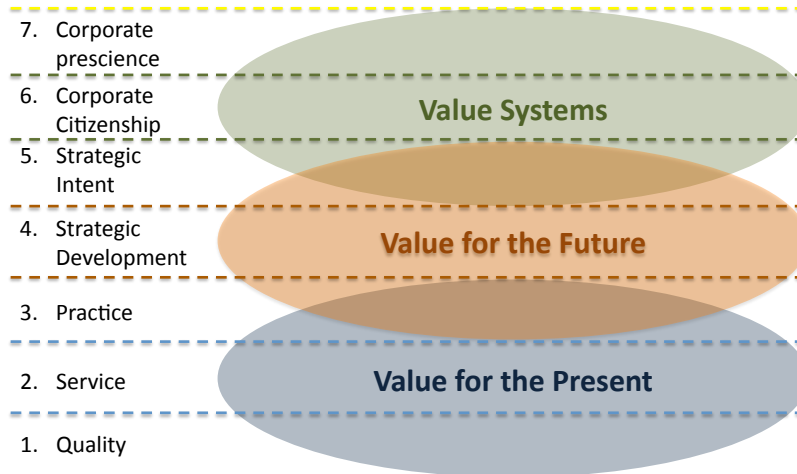 7. Corporate
prescience
6. Corporate
Citizenship
Value Systems
5. Strategic
Intent
4. Strategic
Development
Value for the Future
3. Practice
2. Service
Value for the Present
1. Quality